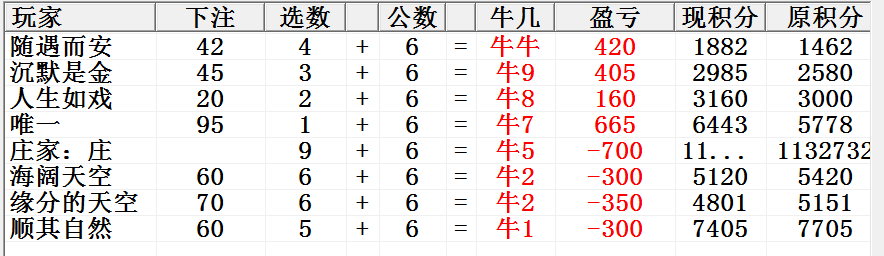 玩家 下注 选数 公数 牛几 盈亏 现积分 原积分
随遇而安 42 4 + 6 = 牛牛 420 1882 1462
沉默是金 45 3 + 6 = 牛9 405 2985 2580
人生如戏 20 2 + 6 = 牛8 160 3160 3000
唯一 95 1 + 6 = 牛7 665 6443 5778
庄家：庄 9 + 6 = 牛5 -700 11... 1132732
海阔天空 60 6 + 6 = 牛2 -300 5120 5420
缘分的天空 70 6 + 6 = 牛2 -350 4801 5151
顺其自然 60 5 + 6 = 牛1 -300 7405 7705